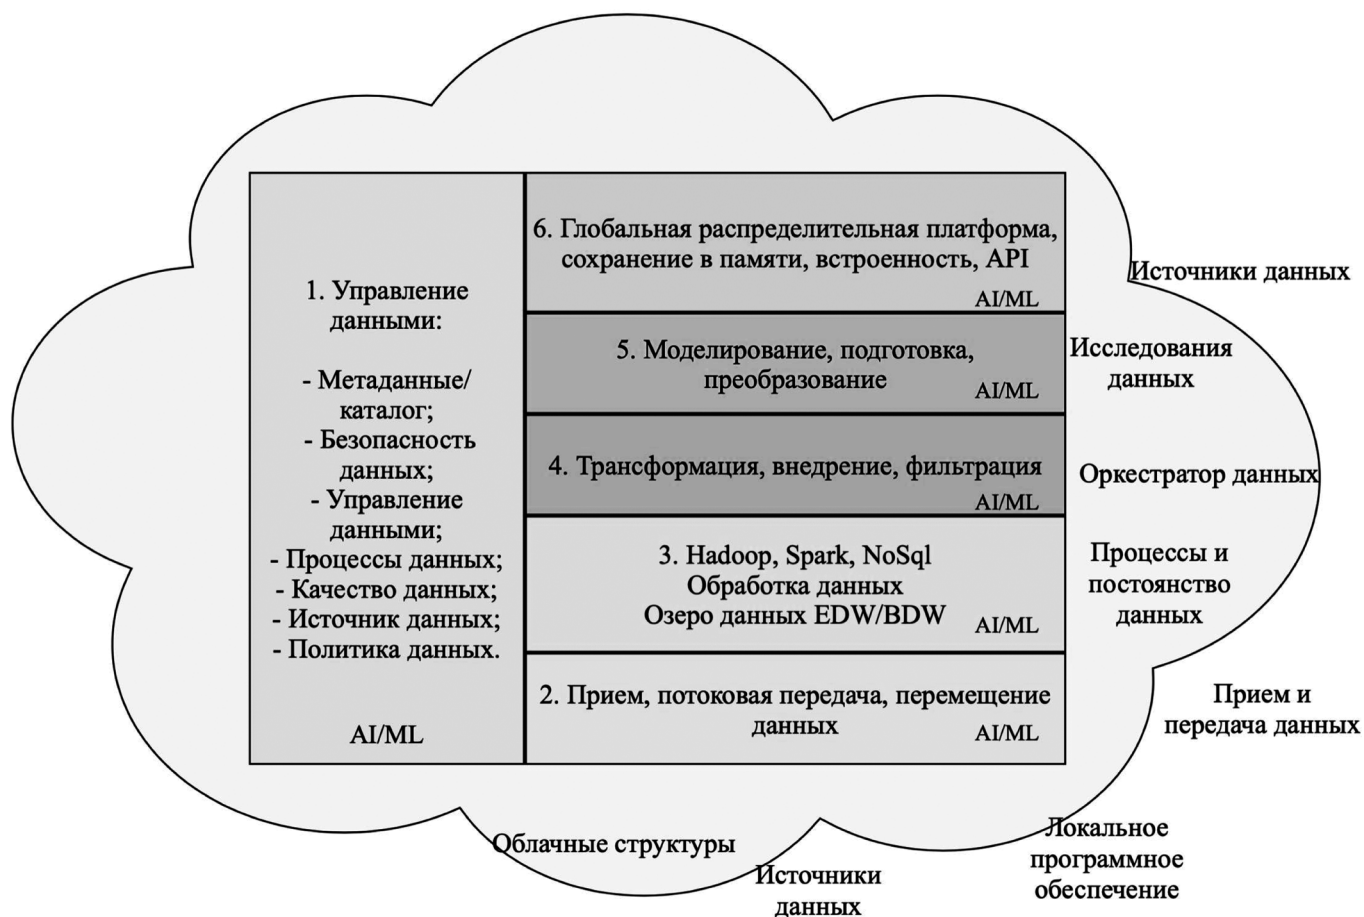 1. Управление
данными:
- Метаданные/
каталог;
- Безопасность
данных;
- Управление
данными;
- Процессы данных;
- Качество данных;
- Источник данных;
- Политика данных.
AI/ML
6. Глобальная распределительная платформа,
сохранение в памяти, встроенность, API
AI/ML
5. Моделирование, подготовка,
преобразование
AI/ML
4. Трансформация, внедрение, фильтрация
AI/ML
3. Hadoop, Spark, NoSql
Обработка данных
Озеро данных EDW/BDW
AI/ML
2. Прием, потоковая передача, перемещение
данных
AI/ML
Источники данных
Исследования
данных
Оркестратор данных
Процессы и
постоянство
данных
Прием и
передача данных
Облачные структуры
Источники
данных
Локальное
программное
обеспечение